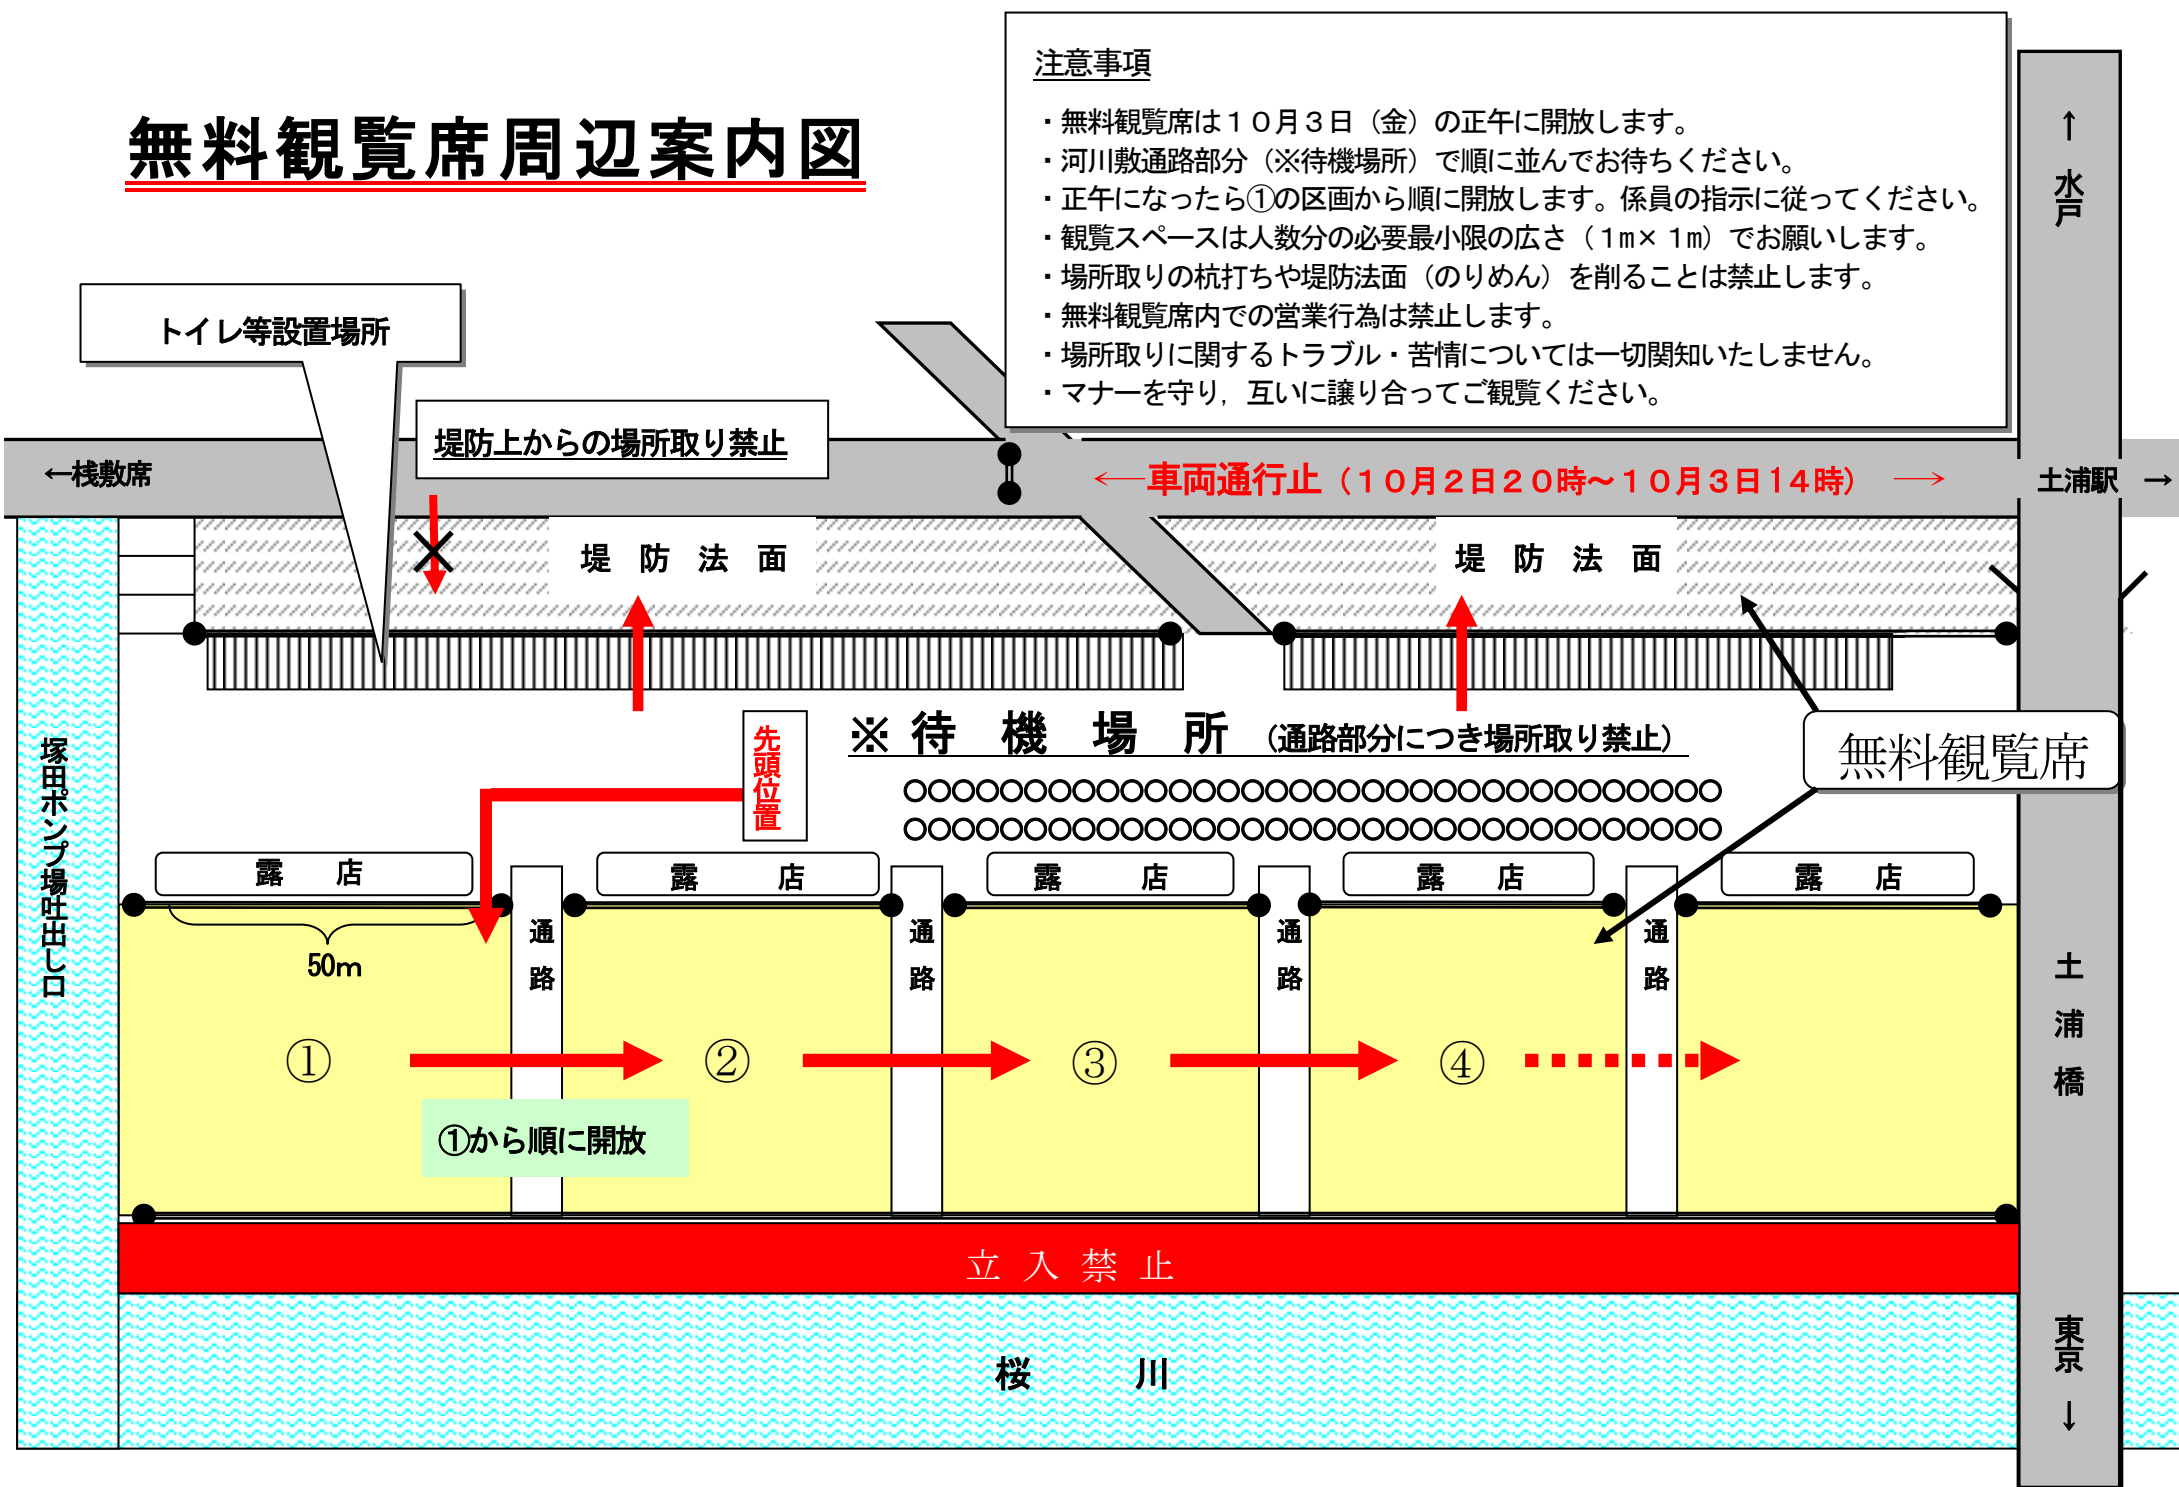 無料観覧席周辺案内図
注意事項
・無料観覧席は１０月３日（金）の正午に開放します。
・河川敷通路部分（※待機場所）で順に並んでお待ちください。
・正午になったら①の区画から順に開放します。係員の指示に従ってください。
・観覧スペースは人数分の必要最小限の広さ（１m×１m）でお願いします。
・場所取りの杭打ちや堤防法面（のりめん）を削ることは禁止します。
・無料観覧席内での営業行為は禁止します。
・場所取りに関するトラブル・苦情については一切関知いたしません。
・マナーを守り，互いに譲り合ってご観覧ください。
↑水戸
トイレ等設置場所
堤防上からの場所取り禁止
←桟敷席
←車両通行止（１０月２日２０時～１０月３日１４時） →
土浦駅 →
堤 防 法 面
堤 防 法 面
先頭位置
※待 機 場 所 （通路部分につき場所取り禁止）
無料観覧席
塚田ポンプ場吐出し口
○○○○○○○○○○○○○○○○○○○○○○○○○○○○○○○○○○
○○○○○○○○○○○○○○○○○○○○○○○○○○○○○○○○○○
露 店
露 店
露 店
露 店
露 店
通路
通路
通路
通路
50m
土浦橋
①
②
③
④
①から順に開放
立入禁止
桜 川
東京↓